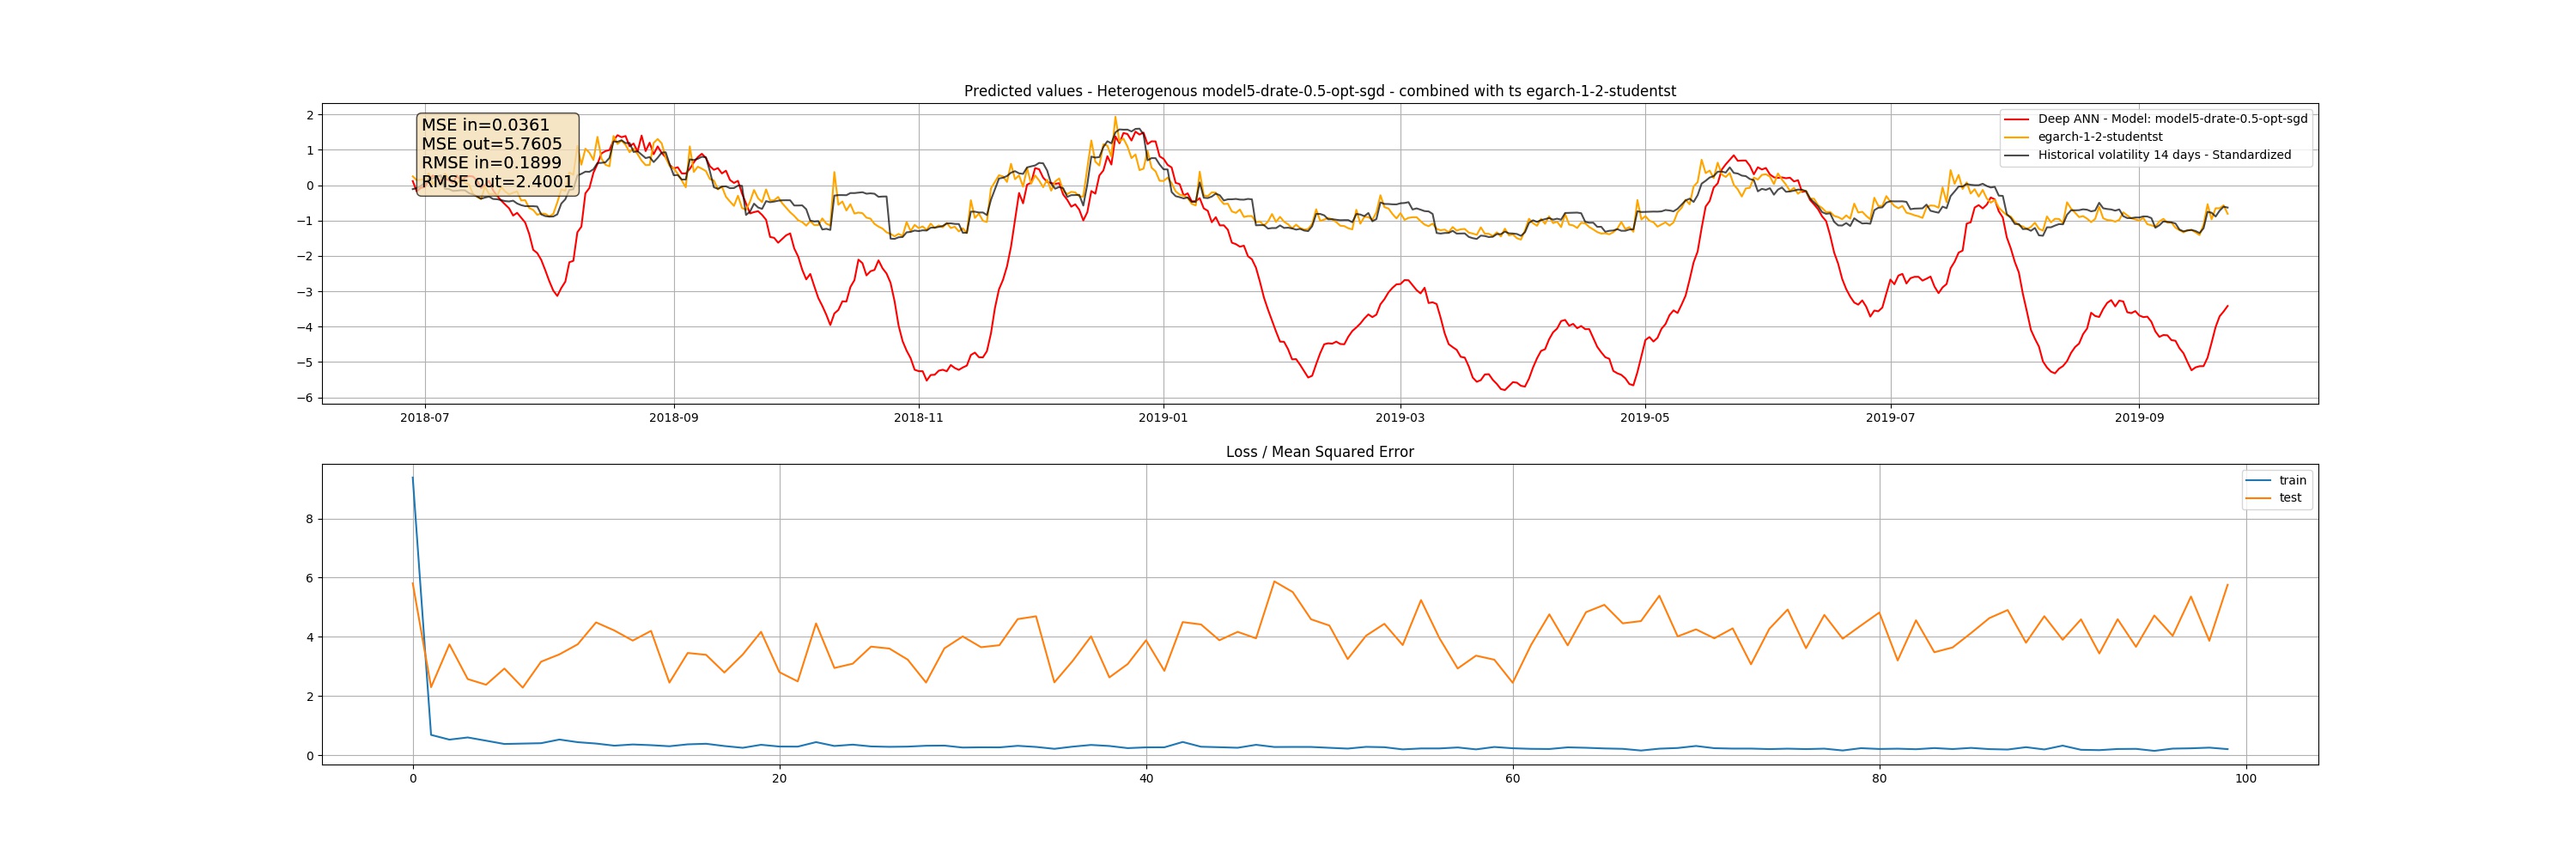 Predicted values - Heterogenous model5-drate-0.5-opt-sgd - combined with ts egarch-1-2-studentst
MSE in=0.0361
MSE out=5.7605
RMSE in=0.1899
RMSE out=2.4001
Deep ANN - Model: model5-drate-0.5-opt-sgd
egarch-1-2-studentst
Historical volatility 14 days - Standardized
2
1
0
−1
−2
−3
−4
−5
−6
2018-07 2018-09 2018-11 2019-01 2019-03 2019-05 2019-07 2019-09
Loss / Mean Squared Error
train
test
8
6
4
2
0
0 20 40 60 80 100